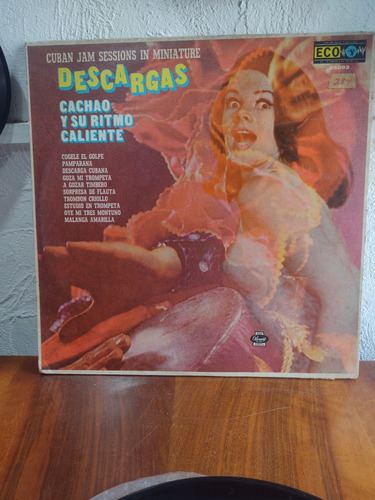 CUBAN JAM SESSIONS IN MINIATURE
ECO
DESCARGAS
CACHAO
Y SU RITMO
CALIENTE
COGELE EL GOLPE
PAMPARANA
DESCARGA CUBANA
GOZA MI TROMPETA
A GOZAR TIMBERO
SORPRESA DE FLAUTA
TROMBON CRIOLLO
ESTUDIO EN TROMPETA
OYE MI TRES MONTUNO
MALANGA AMARILLA